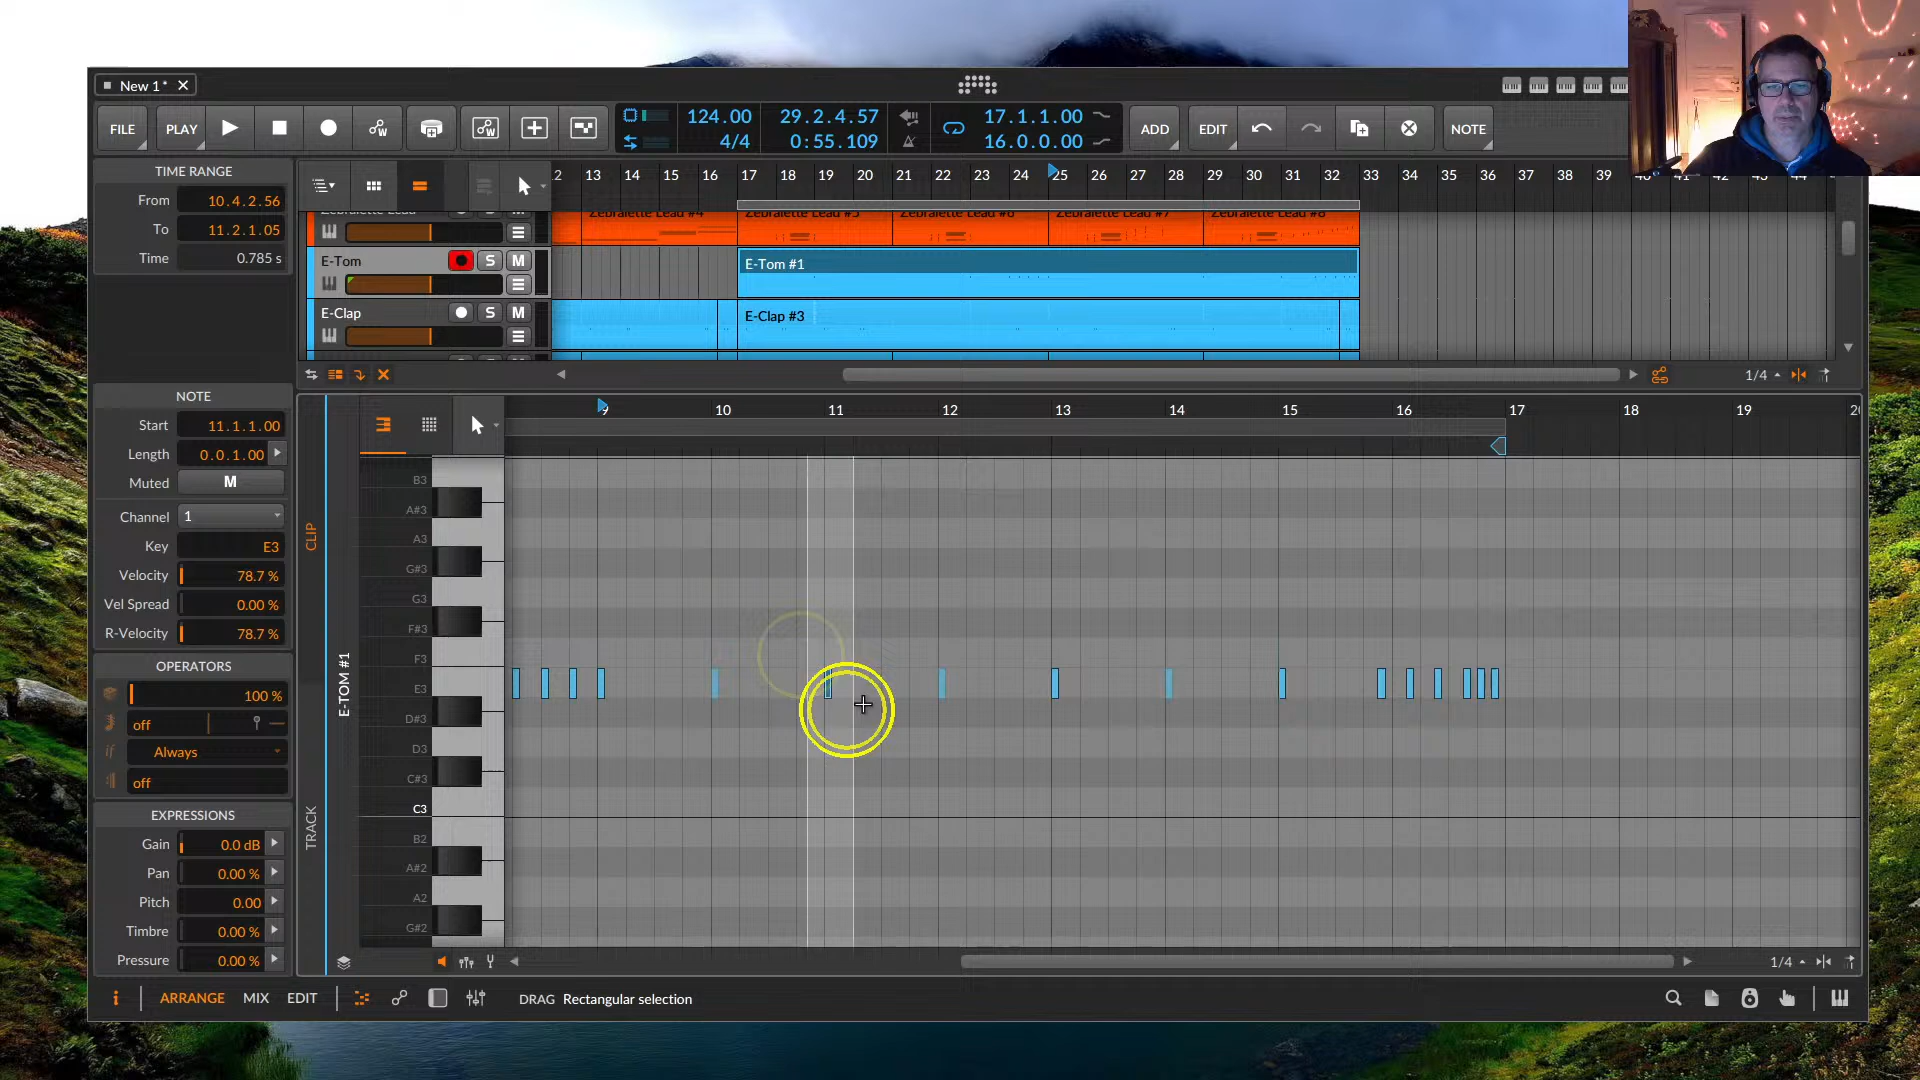 New 1*
FILE PLAY 124.00 29.2.4.57 17.1.1.00 ADD EDIT NOTE
4/4 0:55.109 16.0.0.00
TIME RANGE
From 10.4.2.56
To 11.2.1.05
Time 0.785 s
13 14 15 16 17 18 19 20 21 22 23 24 25 26 27 28 29 30 31 32 33 34 35 36 37 38 39
Zebralette Lead #4 Zebralette Lead #5 Zebralette Lead #6 Zebralette Lead #7 Zebralette Lead #8
E-Tom S M E-Tom #1
E-Clap S M E-Clap #3
1/4
NOTE
Start 11.1.1.00
Length 0.0.1.00
Muted M
Channel 1
Key E3
Velocity 78.7 %
Vel Spread 0.00 %
R-Velocity 78.7 %
OPERATORS
100 %
off
if Always
off
EXPRESSIONS
Gain 0.0 dB
Pan 0.00 %
Pitch 0.00
Timbre 0.00 %
Pressure 0.00 %
CLIP
TRACK
E-TOM #1
9 10 11 12 13 14 15 16 17 18 19
B3
A#3
A3
G#3
G3
F#3
F3
E3
D#3
D3
C#3
C3
B2
A#2
A2
G#2
1/4
i ARRANGE MIX EDIT DRAG Rectangular selection